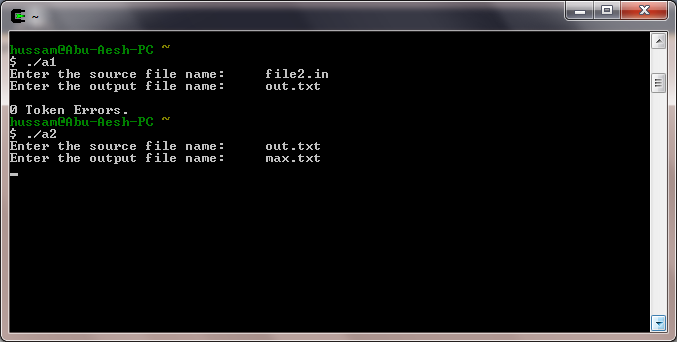 ~
hussam@Abu-Aesh-PC ~
$ ./a1
Enter the source file name:     file2.in
Enter the output file name:     out.txt

0 Token Errors.
hussam@Abu-Aesh-PC ~
$ ./a2
Enter the source file name:     out.txt
Enter the output file name:     max.txt